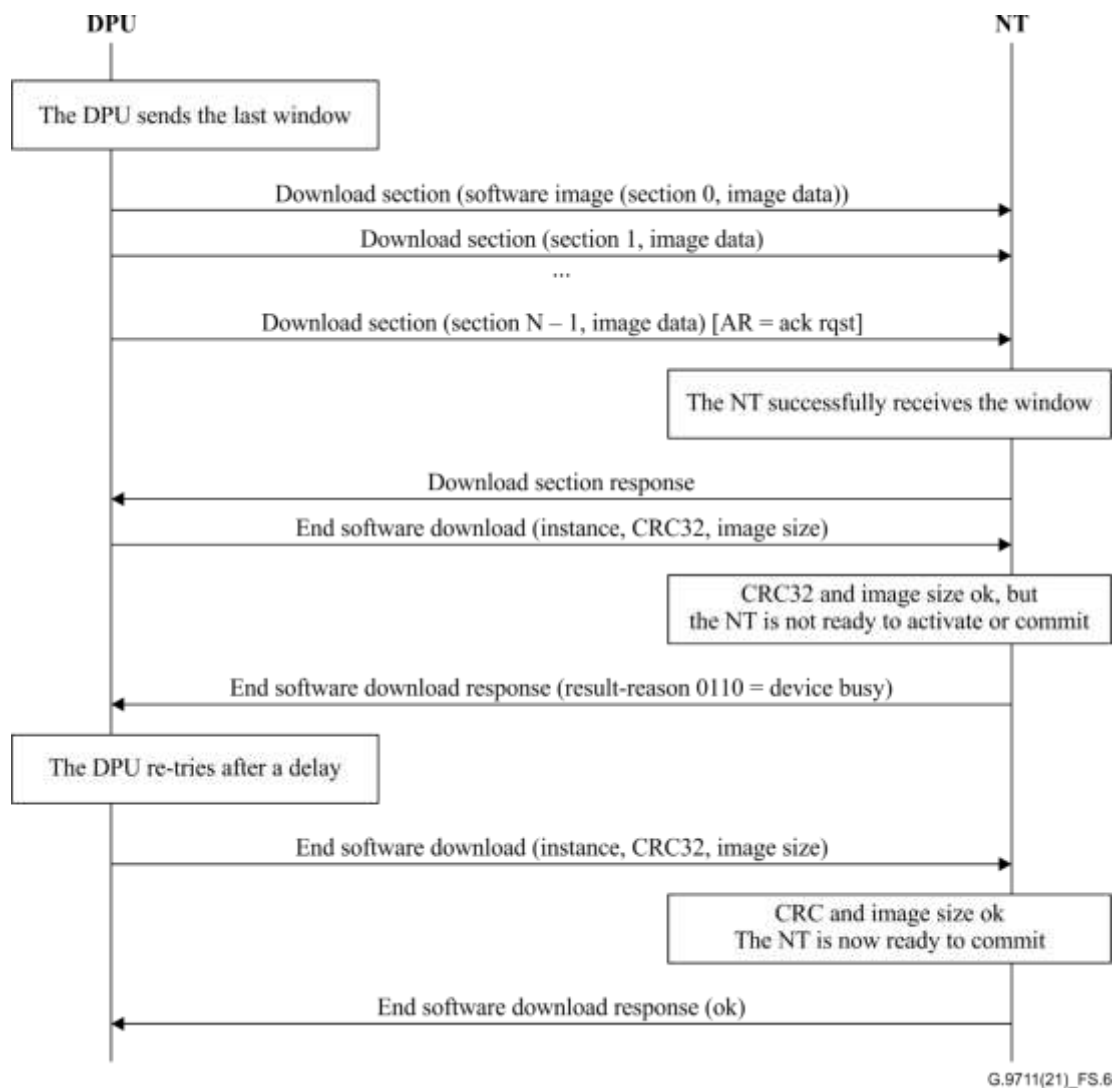 DPU NT
The DPU sends the last window
Download section (software image (section 0, image data))
Download section (section 1, image data)
...
Download section (section N – 1, image data) [AR = ack rqst]
The NT successfully receives the window
Download section response
End software download (instance, CRC32, image size)
CRC32 and image size ok, but
the NT is not ready to activate or commit
End software download response (result-reason 0110 = device busy)
The DPU re-tries after a delay
End software download (instance, CRC32, image size)
CRC and image size ok
The NT is now ready to commit
End software download response (ok)
G.9711(21)_FS.6